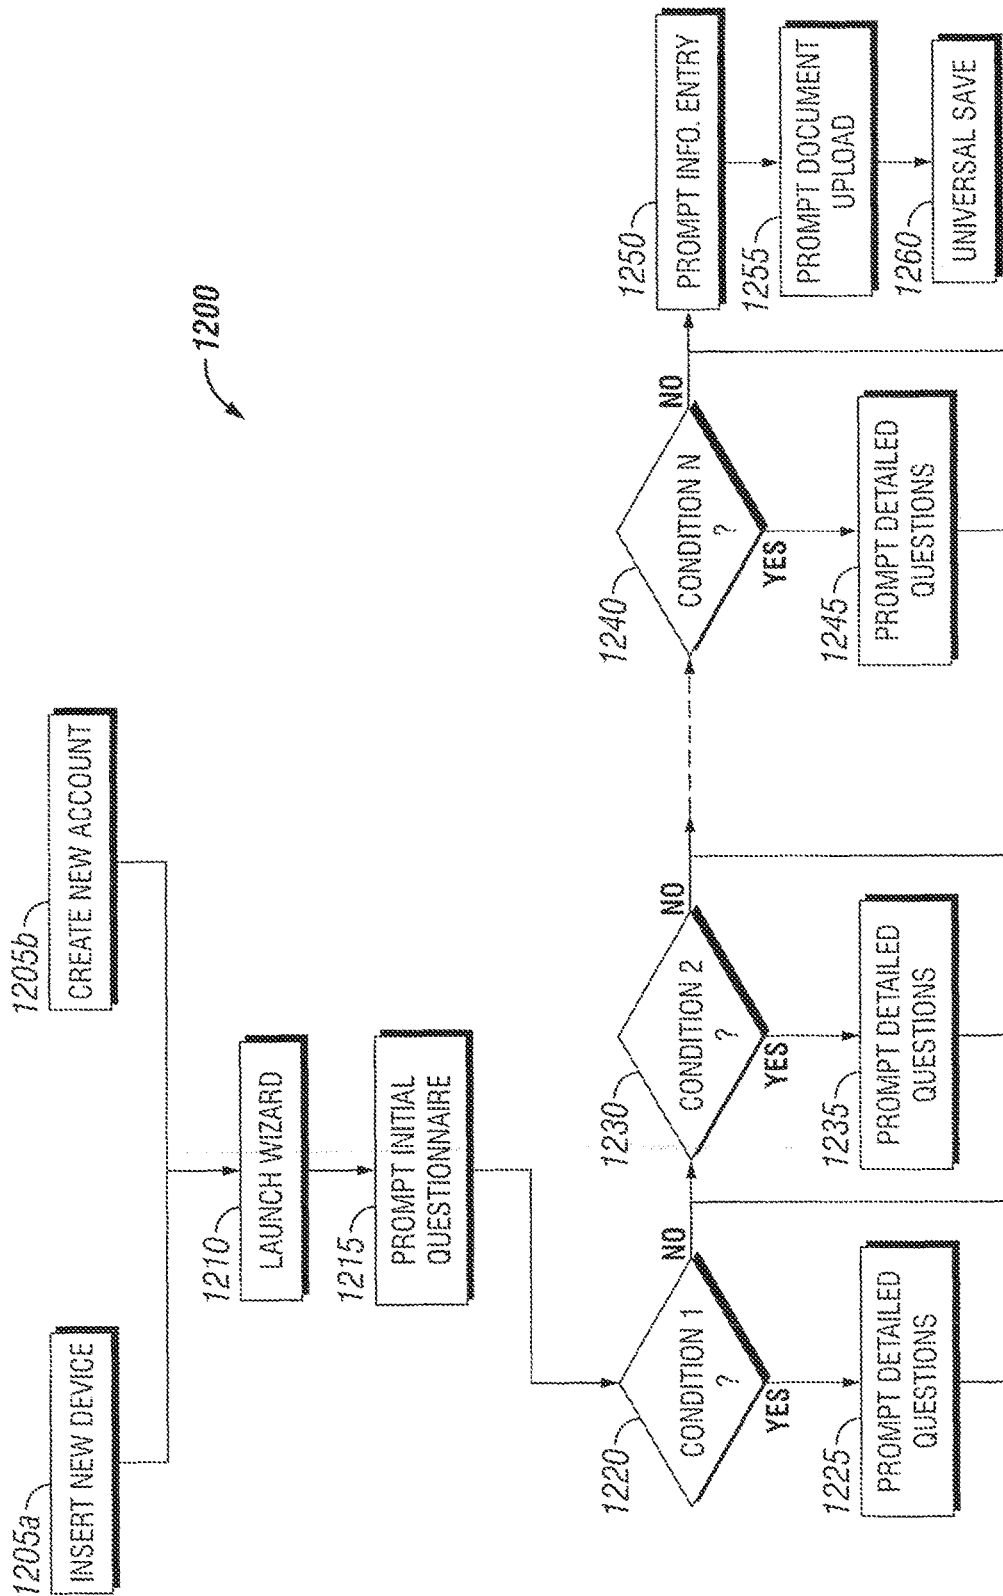 1200
1205a
INSERT NEW DEVICE
1205b
CREATE NEW ACCOUNT
1210
LAUNCH WIZARD
1215
PROMPT INITIAL
QUESTIONNAIRE
1220
CONDITION 1
?
NO
YES
1225
PROMPT DETAILED
QUESTIONS
1230
CONDITION 2
?
NO
YES
1235
PROMPT DETAILED
QUESTIONS
1240
CONDITION N
?
NO
YES
1245
PROMPT DETAILED
QUESTIONS
1250
PROMPT INFO. ENTRY
1255
PROMPT DOCUMENT
UPLOAD
1260
UNIVERSAL SAVE